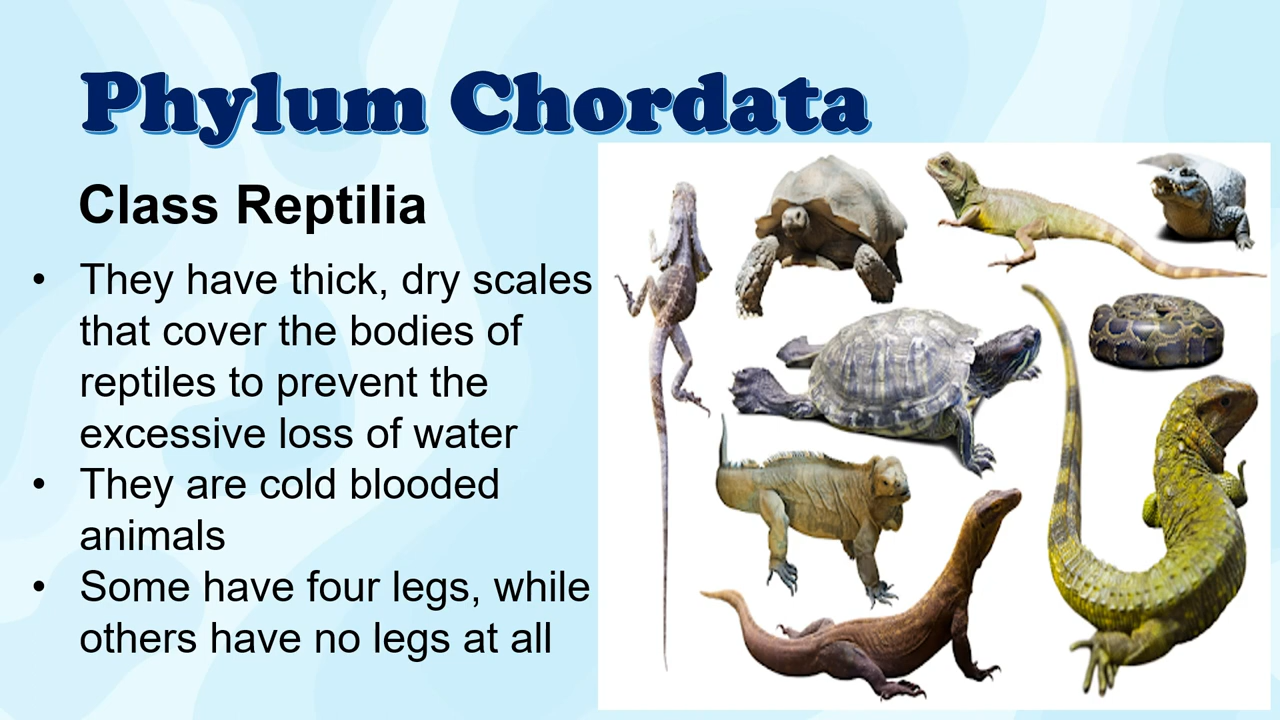 Phylum Chordata
Class Reptilia
• They have thick, dry scales
that cover the bodies of
reptiles to prevent the
excessive loss of water
• They are cold blooded
animals
• Some have four legs, while
others have no legs at all